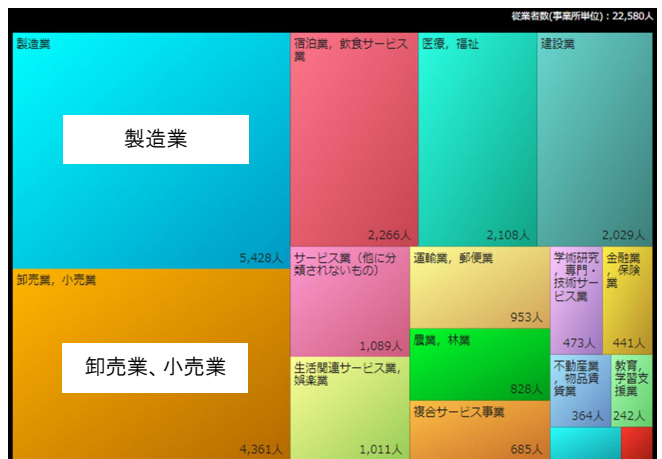 従業者数(事業所単位)：22,580人
製造業
製造業
5,428人
卸売業，小売業
卸売業、小売業
4,361人
宿泊業，飲食サービス
業
2,266人
医療，福祉
2,108人
建設業
2,029人
サービス業（他に分
類されないもの）
1,089人
生活関連サービス業，
娯楽業
1,011人
運輸業，郵便業
953人
農業，林業
828人
複合サービス事業
685人
学術研究
，専門・
技術サー
ビス業
473人
金融業
，保険
業
441人
不動産業
，物品賃
貸業
364人
教育，
学習支
援業
242人